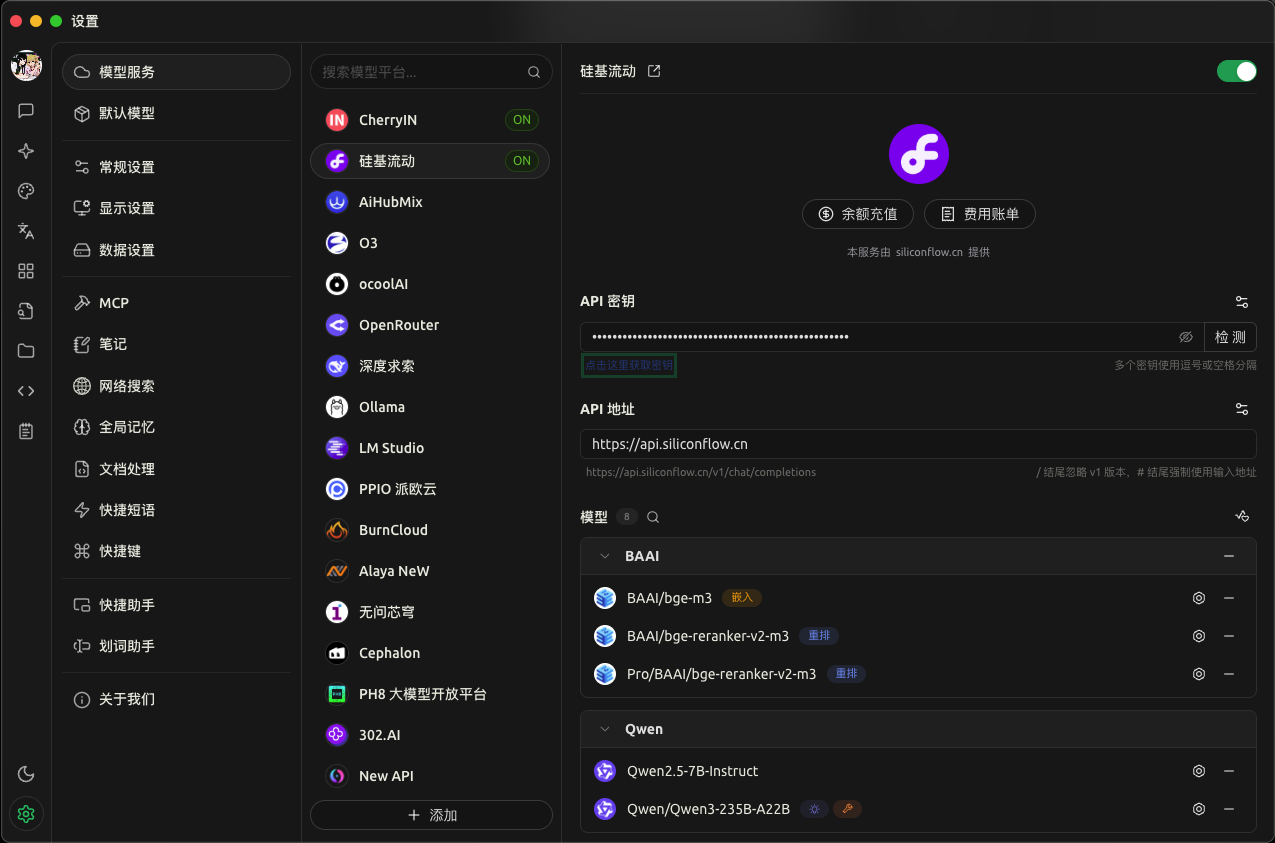 设置
模型服务
默认模型
常规设置
显示设置
数据设置
MCP
笔记
网络搜索
全局记忆
文档处理
快捷短语
快捷键
快捷助手
划词助手
关于我们
搜索模型平台...
CherryIN ON
硅基流动 ON
AiHubMix
O3
ocoolAI
OpenRouter
深度求索
Ollama
LM Studio
PPIO 派欧云
BurnCloud
Alaya NeW
无问芯穹
Cephalon
PH8 大模型开放平台
302.AI
New API
添加
硅基流动
余额充值 费用账单
本服务由 siliconflow.cn 提供
API 密钥
检 测
点击这里获取密钥 多个密钥使用逗号或空格分隔
API 地址
https://api.siliconflow.cn
https://api.siliconflow.cn/v1/chat/completions / 结尾忽略 v1 版本，# 结尾强制使用输入地址
模型 8
BAAI
BAAI/bge-m3 嵌入
BAAI/bge-reranker-v2-m3 重排
Pro/BAAI/bge-reranker-v2-m3 重排
Qwen
Qwen2.5-7B-Instruct
Qwen/Qwen3-235B-A22B